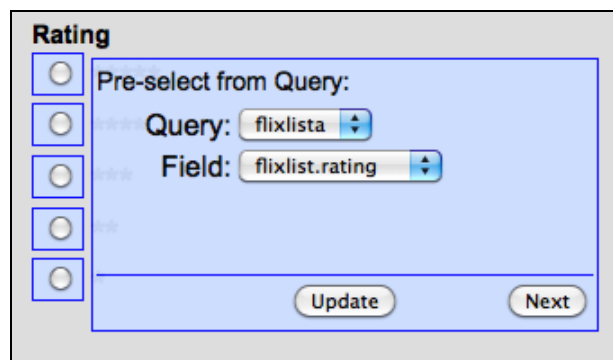 Rating
*****
Pre-select from Query:
****
Query: flixlista
***
Field: flixlist.rating
**
*
Update Next